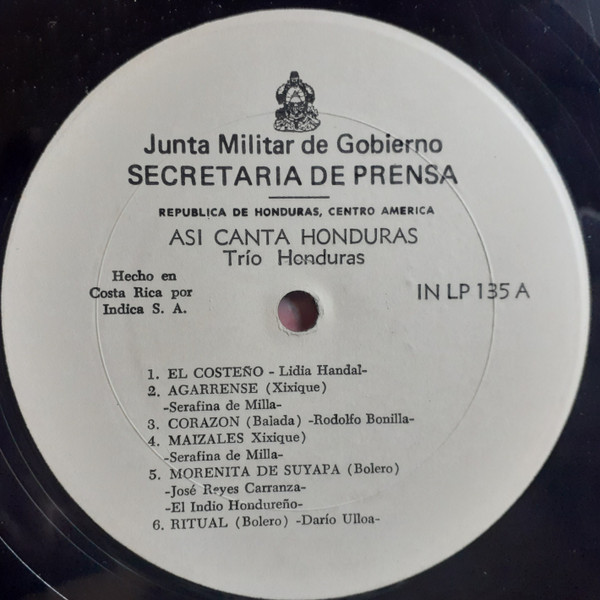 Junta Militar de Gobierno
SECRETARIA DE PRENSA
REPUBLICA DE HONDURAS, CENTRO AMERICA
ASI CANTA HONDURAS
Trío Honduras
Hecho en
Costa Rica por
Indica S. A.
IN LP 135 A
1. EL COSTEÑO - Lidia Handal-
2. AGARRENSE (Xixique)
-Serafina de Milla-
3. CORAZON (Balada) -Rodolfo Bonilla-
4. MAIZALES Xixique)
-Serafina de Milla-
5. MORENITA DE SUYAPA (Bolero)
-José Reyes Carranza-
-El Indio Hondureño-
6. RITUAL (Bolero) -Darío Ulloa-